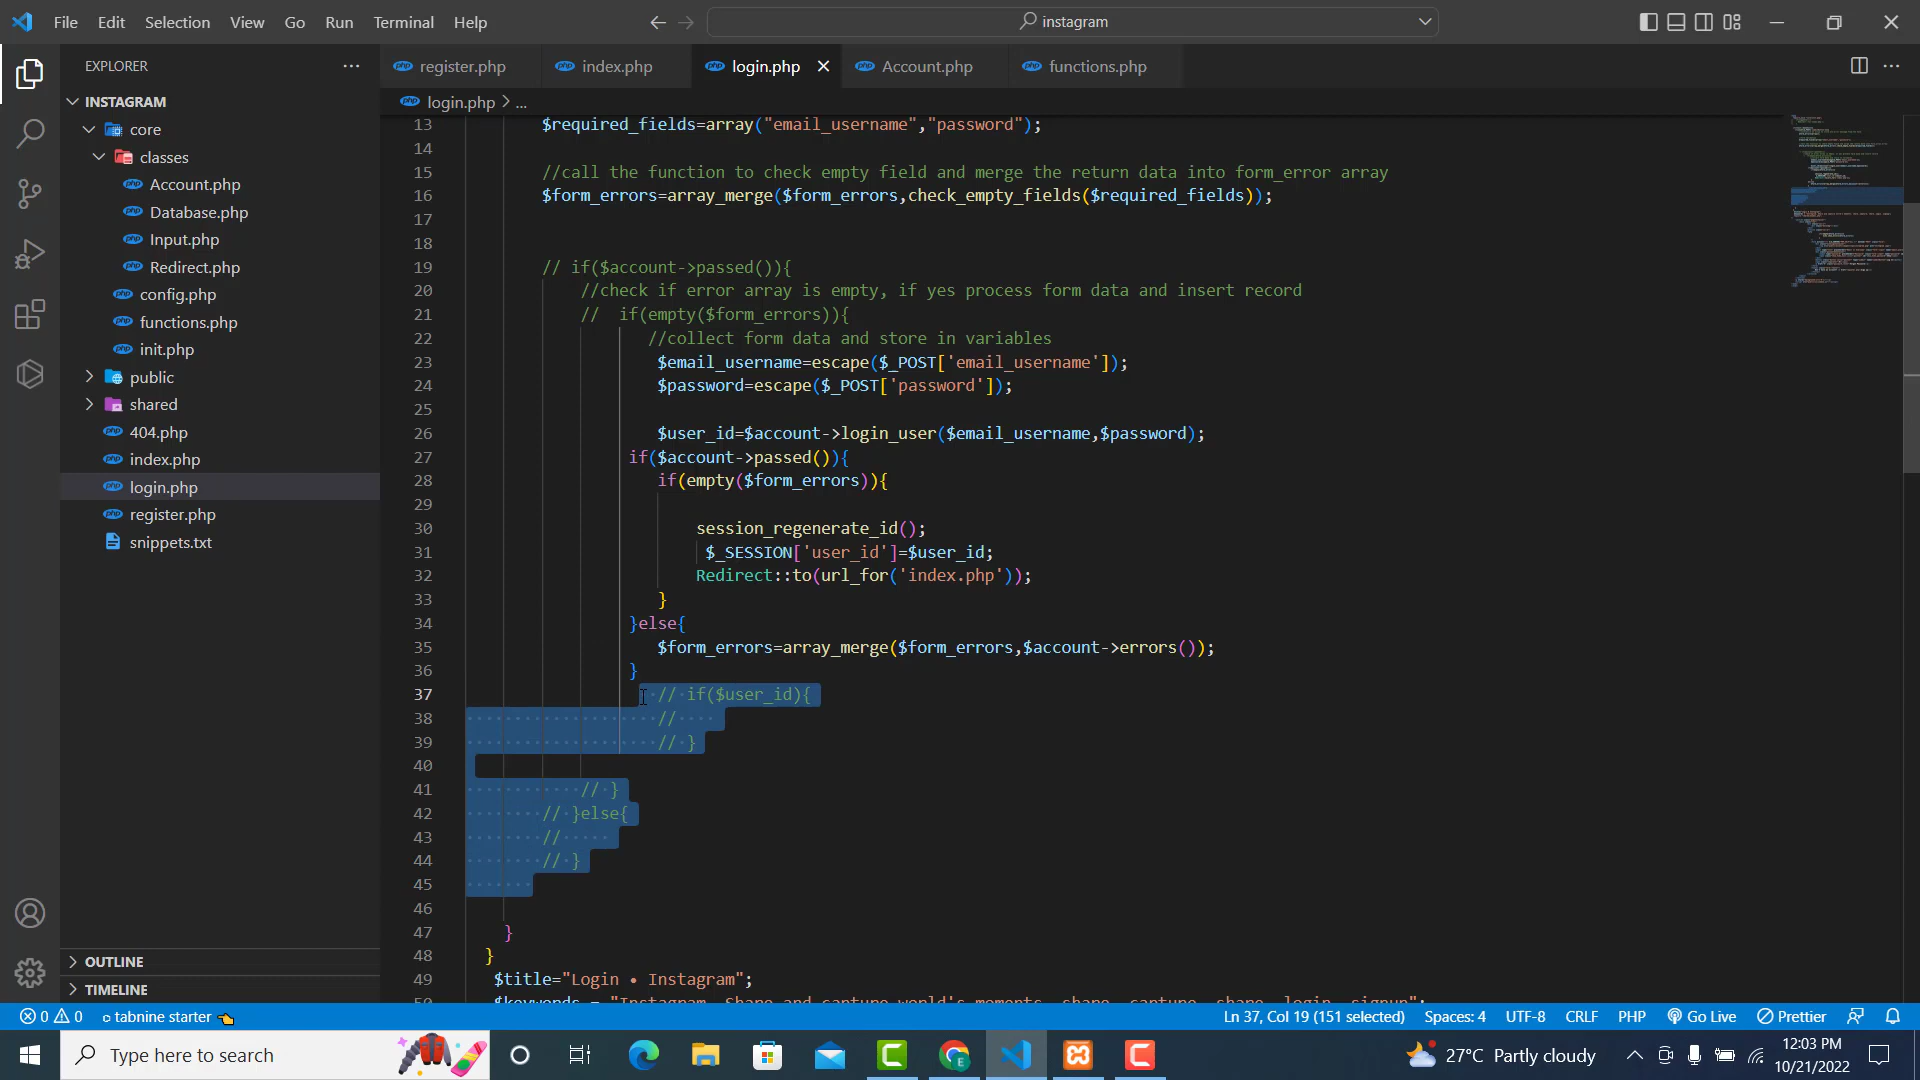 File Edit Selection View Go Run Terminal Help
instagram
EXPLORER
register.php
index.php
login.php
Account.php
functions.php
INSTAGRAM
core
classes
Account.php
Database.php
Input.php
Redirect.php
config.php
functions.php
init.php
public
shared
404.php
index.php
login.php
register.php
snippets.txt
OUTLINE
TIMELINE
login.php > ...
13 $required_fields=array("email_username","password");
14
15 //call the function to check empty field and merge the return data into form_error array
16 $form_errors=array_merge($form_errors,check_empty_fields($required_fields));
17
18
19 // if($account->passed()){
20 //check if error array is empty, if yes process form data and insert record
21 // if(empty($form_errors)){
22 //collect form data and store in variables
23 $email_username=escape($_POST['email_username']);
24 $password=escape($_POST['password']);
25
26 $user_id=$account->login_user($email_username,$password);
27 if($account->passed()){
28 if(empty($form_errors)){
29
30 session_regenerate_id();
31 $_SESSION['user_id']=$user_id;
32 Redirect::to(url_for('index.php'));
33 }
34 }else{
35 $form_errors=array_merge($form_errors,$account->errors());
36 }
37 // if($user_id){
38 //
39 // }
40
41 // }
42 // }else{
43 //
44 // }
45
46
47 }
48 }
49 $title="Login • Instagram";
50 $keywords = "Instagram, Share and capture world's moments, share, capture, share, login, signup";
0 0 tabnine starter
Ln 37, Col 19 (151 selected) Spaces: 4 UTF-8 CRLF PHP Go Live Prettier
Type here to search
27°C Partly cloudy
12:03 PM
10/21/2022